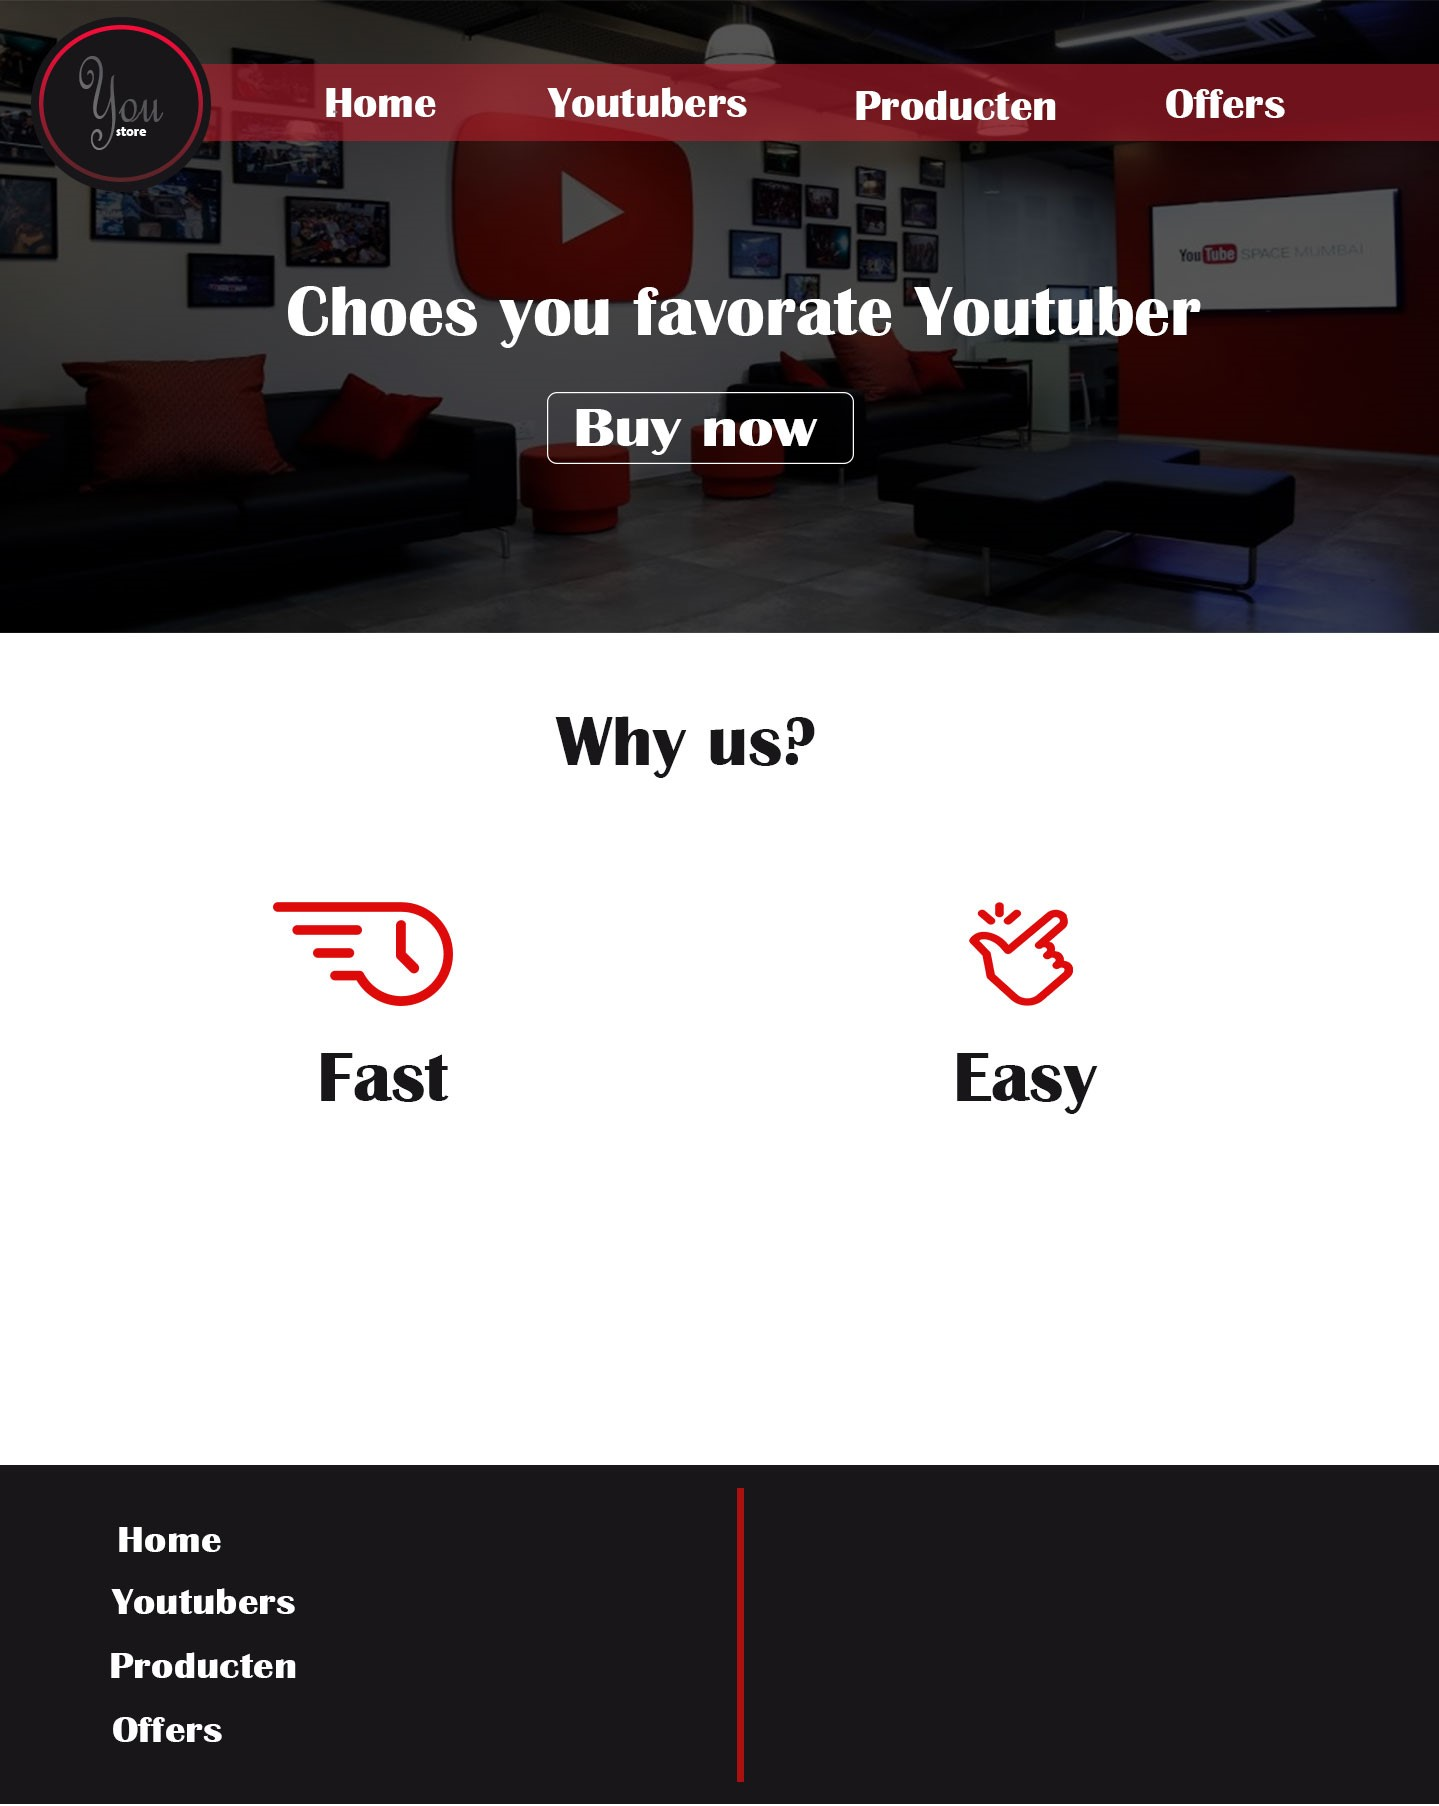 You
store
Home Youtubers Producten Offers
YouTube SPACE MUMBAI
Choes you favorate Youtuber
Buy now
Why us?
Fast Easy
Home
Youtubers
Producten
Offers